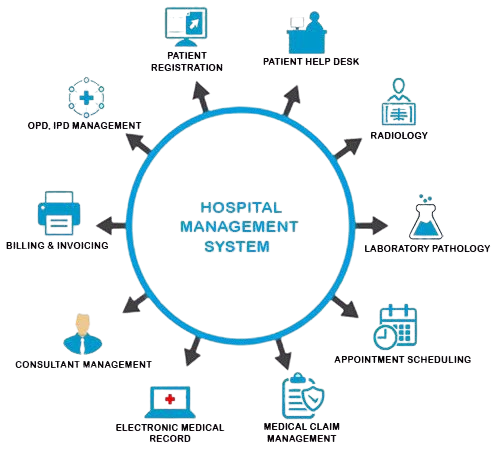 PATIENT
REGISTRATION
PATIENT HELP DESK
OPD, IPD MANAGEMENT
RADIOLOGY
HOSPITAL
MANAGEMENT
SYSTEM
BILLING & INVOICING
LABORATORY PATHOLOGY
CONSULTANT MANAGEMENT
APPOINTMENT SCHEDULING
ELECTRONIC MEDICAL
RECORD
MEDICAL CLAIM
MANAGEMENT